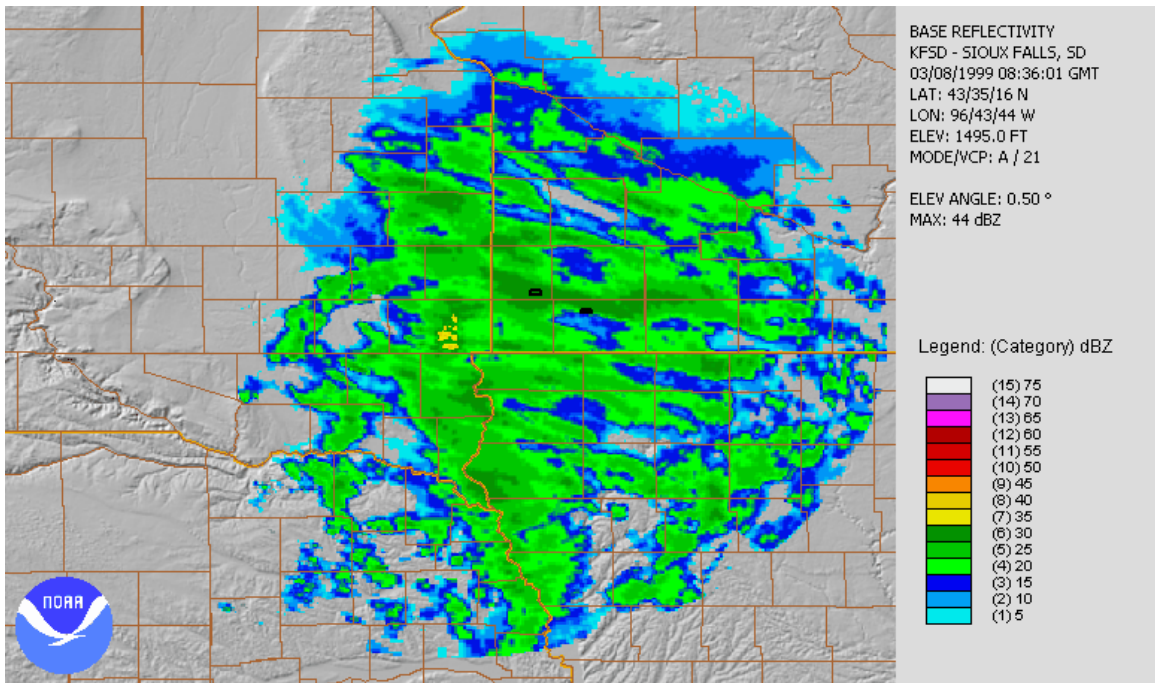 BASE REFLECTIVITY
KFSD - SIOUX FALLS, SD
03/08/1999 08:36:01 GMT
LAT: 43/35/16 N
LON: 96/43/44 W
ELEV: 1495.0 FT
MODE/VCP: A / 21
ELEV ANGLE: 0.50 °
MAX: 44 dBZ
Legend: (Category) dBZ
(15) 75
(14) 70
(13) 65
(12) 60
(11) 55
(10) 50
(9) 45
(8) 40
(7) 35
(6) 30
(5) 25
(4) 20
(3) 15
(2) 10
(1) 5
NOAA